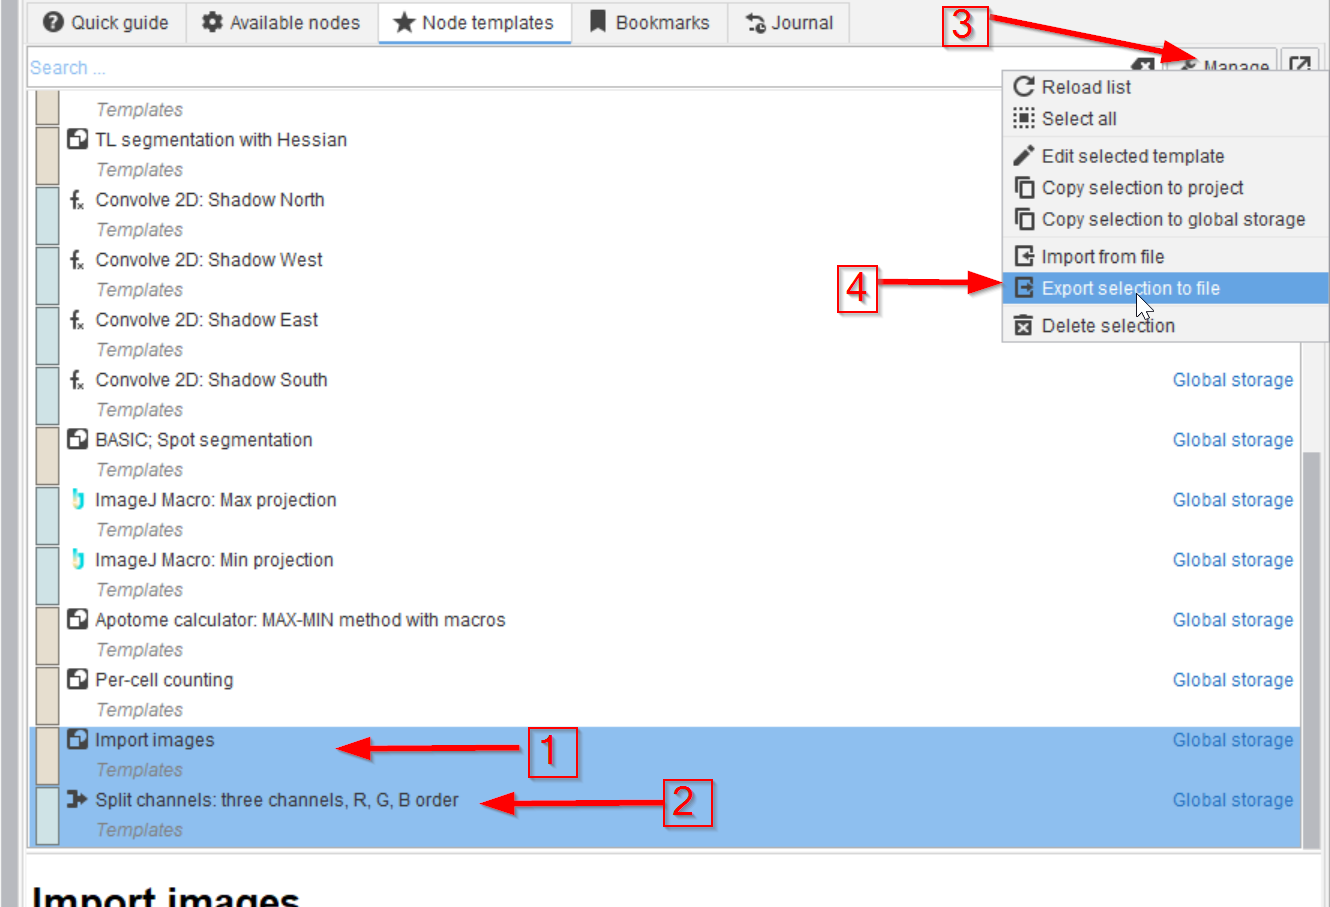 Quick guide
Available nodes
Node templates
Bookmarks
Journal
3
Search ...
Manage
Reload list
Select all
Edit selected template
Copy selection to project
Copy selection to global storage
Import from file
Export selection to file
Delete selection
4
Templates
TL segmentation with Hessian
Templates
Convolve 2D: Shadow North
Templates
Convolve 2D: Shadow West
Templates
Convolve 2D: Shadow East
Templates
Convolve 2D: Shadow South
Global storage
Templates
BASIC; Spot segmentation
Global storage
Templates
ImageJ Macro: Max projection
Global storage
Templates
ImageJ Macro: Min projection
Global storage
Templates
Apotome calculator: MAX-MIN method with macros
Global storage
Templates
Per-cell counting
Global storage
Templates
Import images
1
Global storage
Templates
Split channels: three channels, R, G, B order
2
Global storage
Templates
Import images